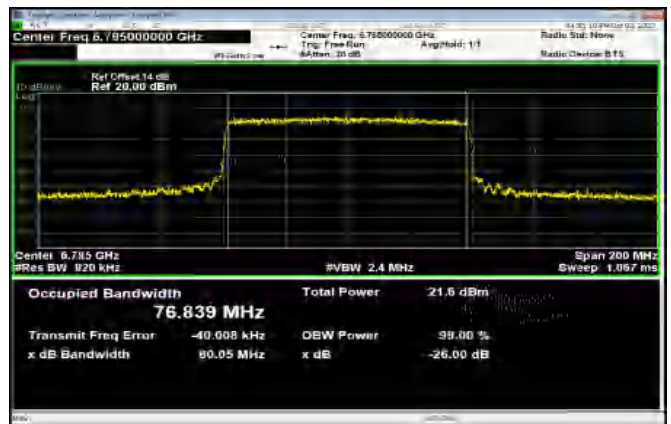 Center Freq 6.795000000 GHz
Center Freq: 6.785000000 GHz
Radio Std: None
Trig: Free Run
Avg|Hold: 1/1
#Atten: 20 dB
Radio Device: BTS
Ref Offset 14 dB
Ref 20.00 dBm
Center 6.785 GHz
Span 200 MHz
#Res BW 820 kHz
#VBW 2.4 MHz
Sweep 1.067 ms
Occupied Bandwidth
Total Power
21.6 dBm
76.839 MHz
Transmit Freq Error
-40.008 kHz
OBW Power
99.00 %
x dB Bandwidth
80.05 MHz
x dB
-26.00 dB